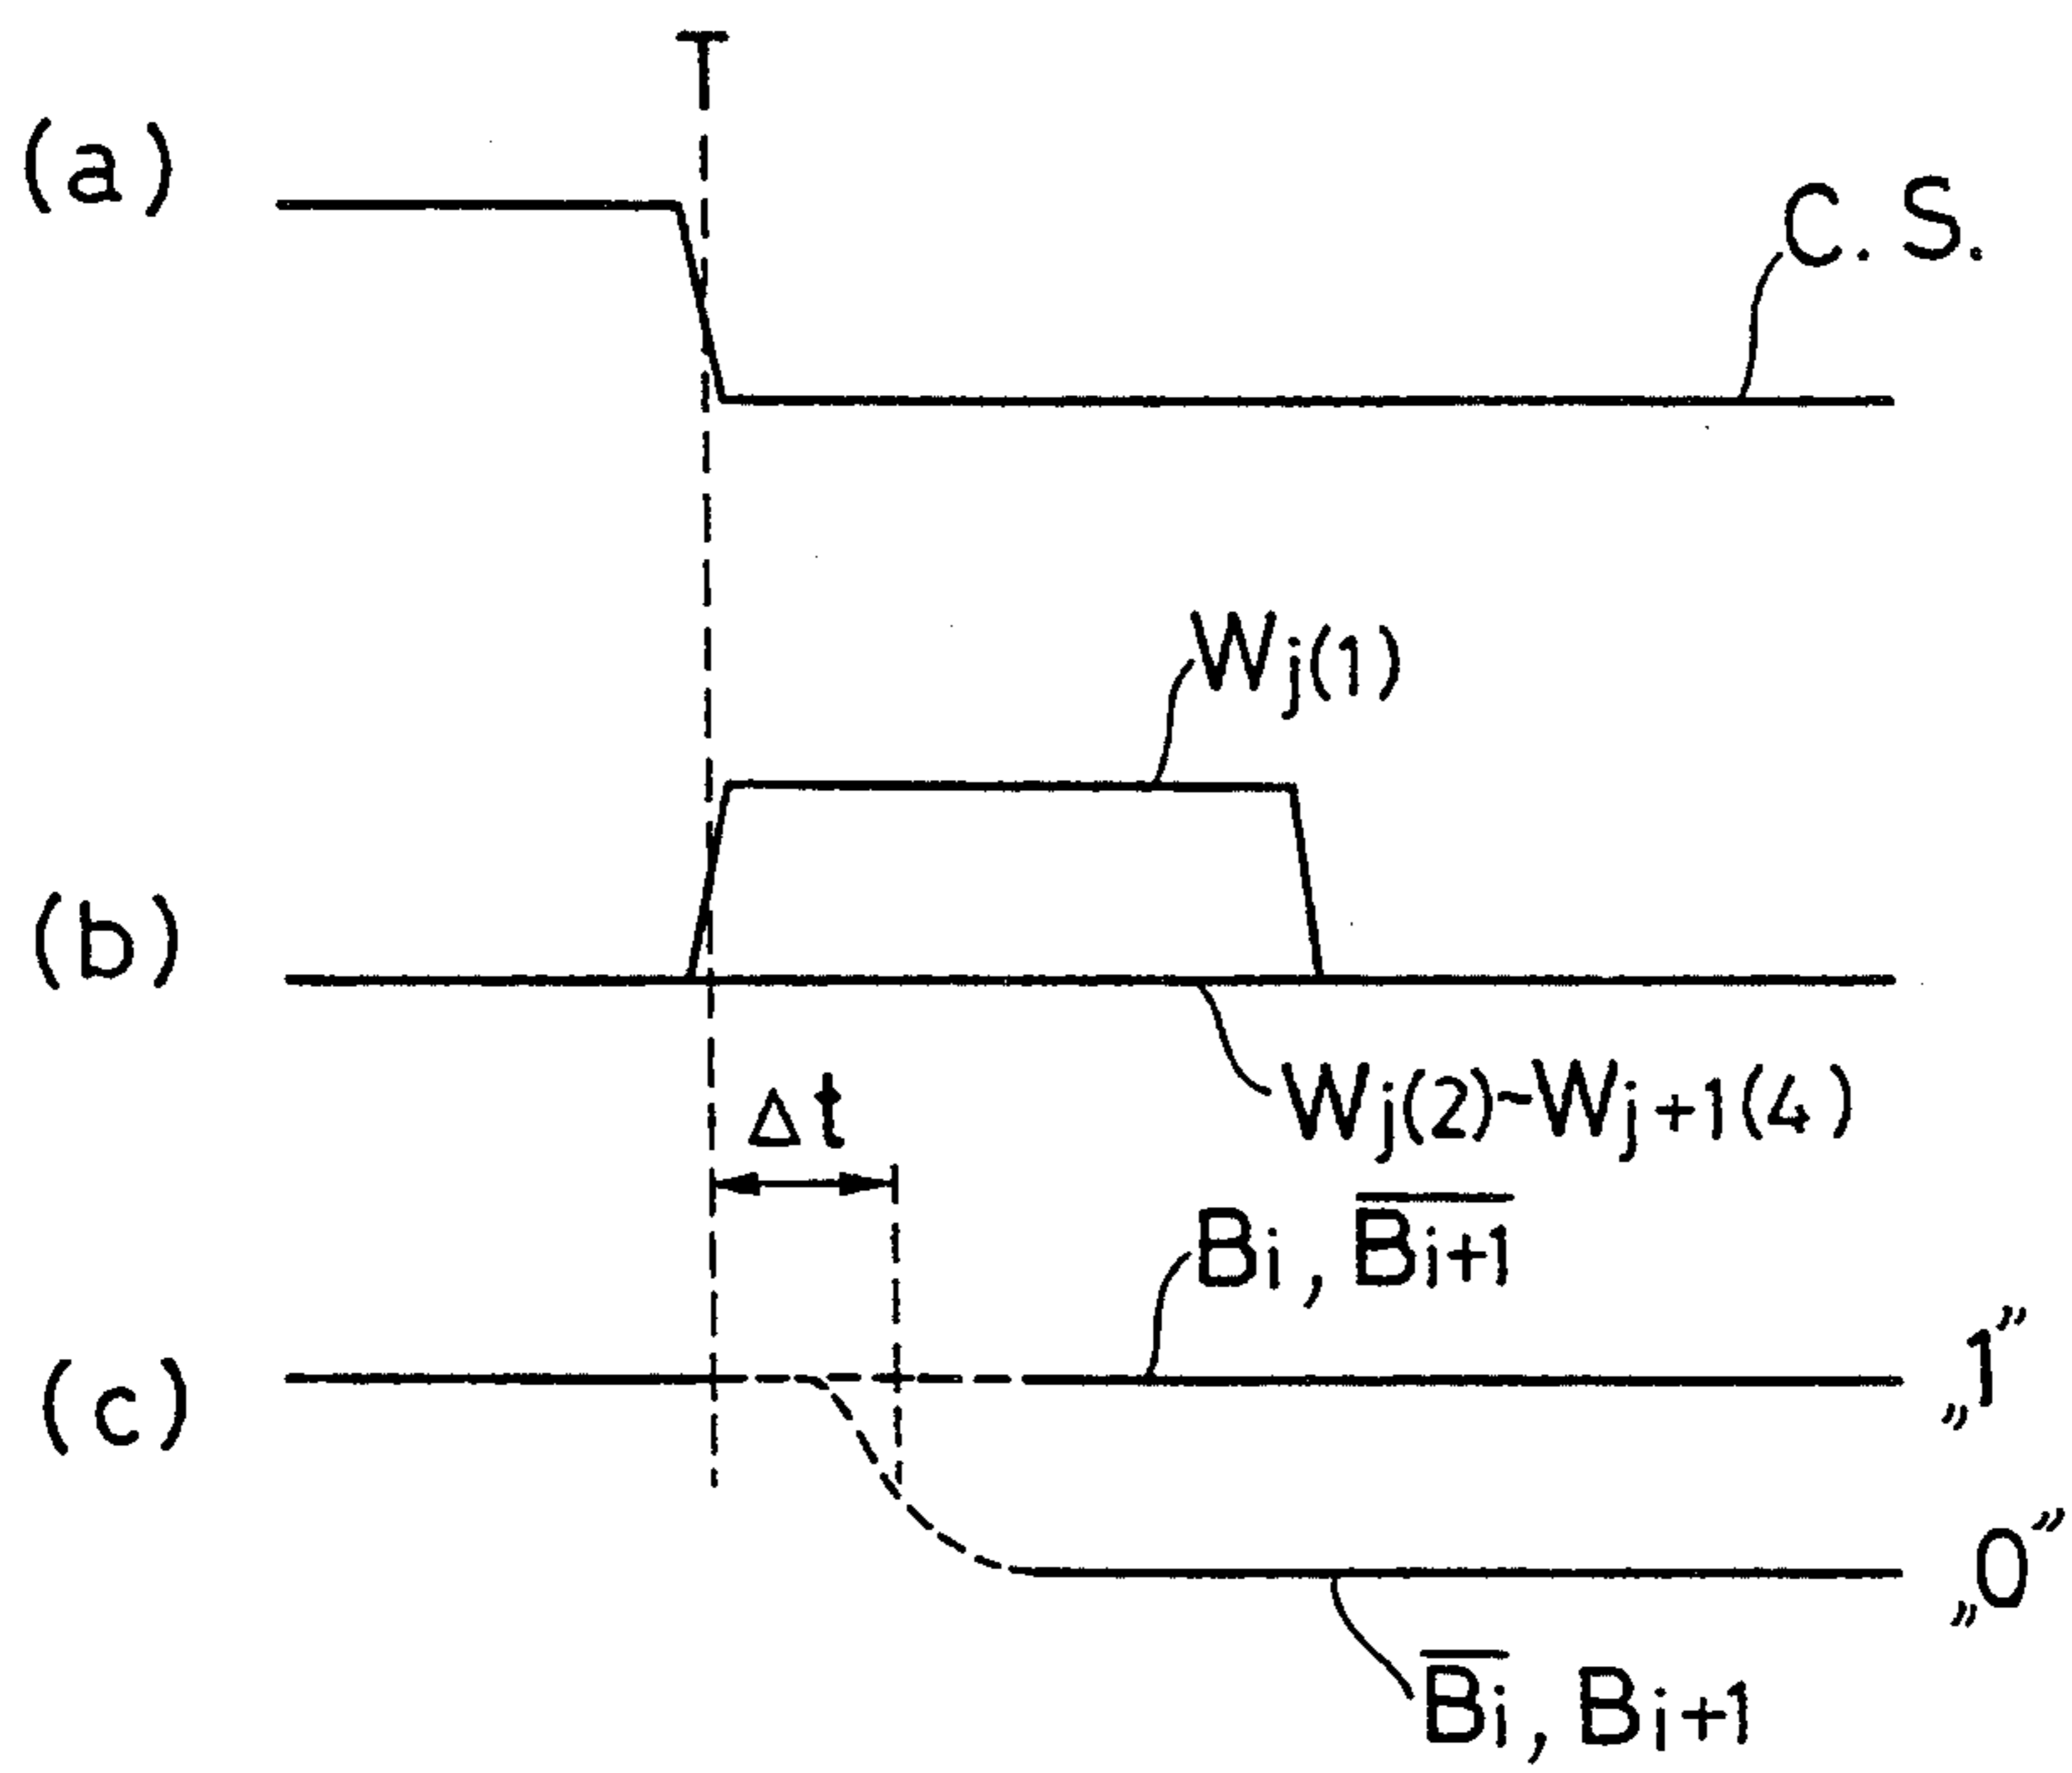 T
(a)
C.S.
Wj(1)
(b)
Wj(2)~Wj+1(4)
Δt
Bi, B̅i̅+̅1̅
(c)
„1”
„0”
B̅i̅, Bi+1